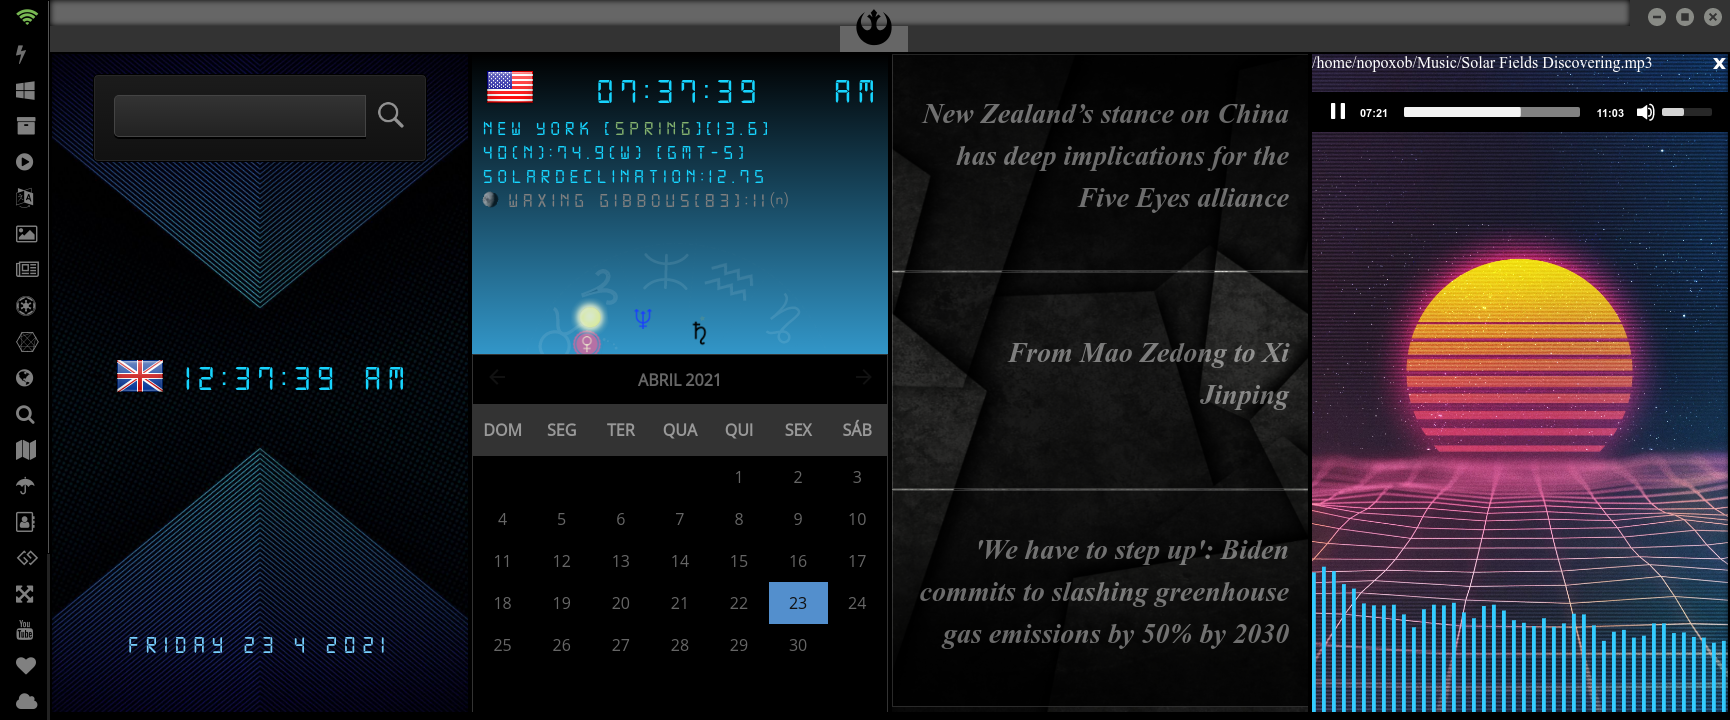 12:37:39 AM
FRIDAY 23 4 2021
07:37:39 AM
NEW YORK [SPRING][13.6]
40(N):74.9(W) [GMT-5]
SOLARDECLINATION:12.75
WAXING GIBBOUS[83]:11(n)
ABRIL 2021
DOM SEG TER QUA QUI SEX SÁB
1 2 3
4 5 6 7 8 9 10
11 12 13 14 15 16 17
18 19 20 21 22 23 24
25 26 27 28 29 30
New Zealand’s stance on China
has deep implications for the
Five Eyes alliance
From Mao Zedong to Xi
Jinping
'We have to step up': Biden
commits to slashing greenhouse
gas emissions by 50% by 2030
/home/nopoxob/Music/Solar Fields Discovering.mp3
x
07:21 11:03
You
Tube